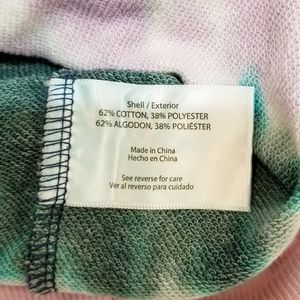 Shell / Exterior
62% COTTON, 38% POLYESTER
62% ALGODON, 38% POLIÉSTER
Made in China
Hecho en China
See reverse for care
Ver al reverso para cuidado